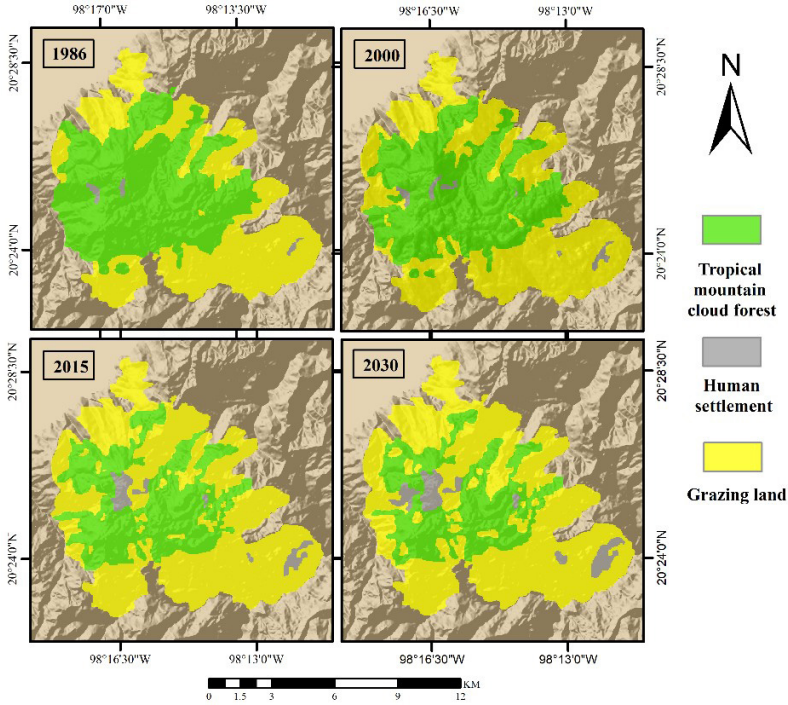 98°17'0"W 98°13'30"W 98°16'30"W 98°13'0"W
1986 2000
20°28'30"N 20°28'30"N
N
20°24'0"N 20°24'0"N
Tropical
mountain
cloud forest
2015 2030
20°28'30"N 20°28'30"N
Human
settlement
Grazing land
20°24'0"N 20°24'0"N
98°16'30"W 98°13'0"W 98°16'30"W 98°13'0"W
KM
0 1.5 3 6 9 12